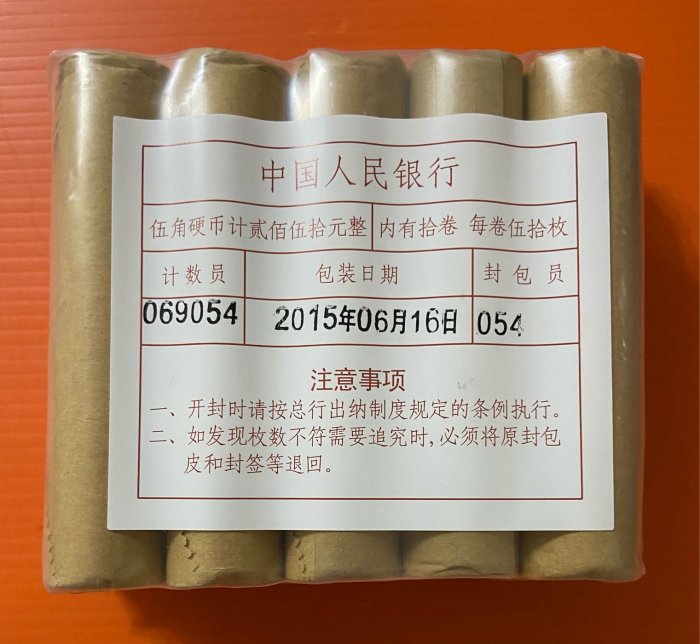 中国人民银行
伍角硬币计贰佰伍拾元整 内有拾卷 每卷伍拾枚
计数员 包装日期 封包员
069054 2015年06月16日 054
注意事项
一、开封时请按总行出纳制度规定的条例执行。
二、如发现枚数不符需要追究时,必须将原封包
皮和封签等退回。